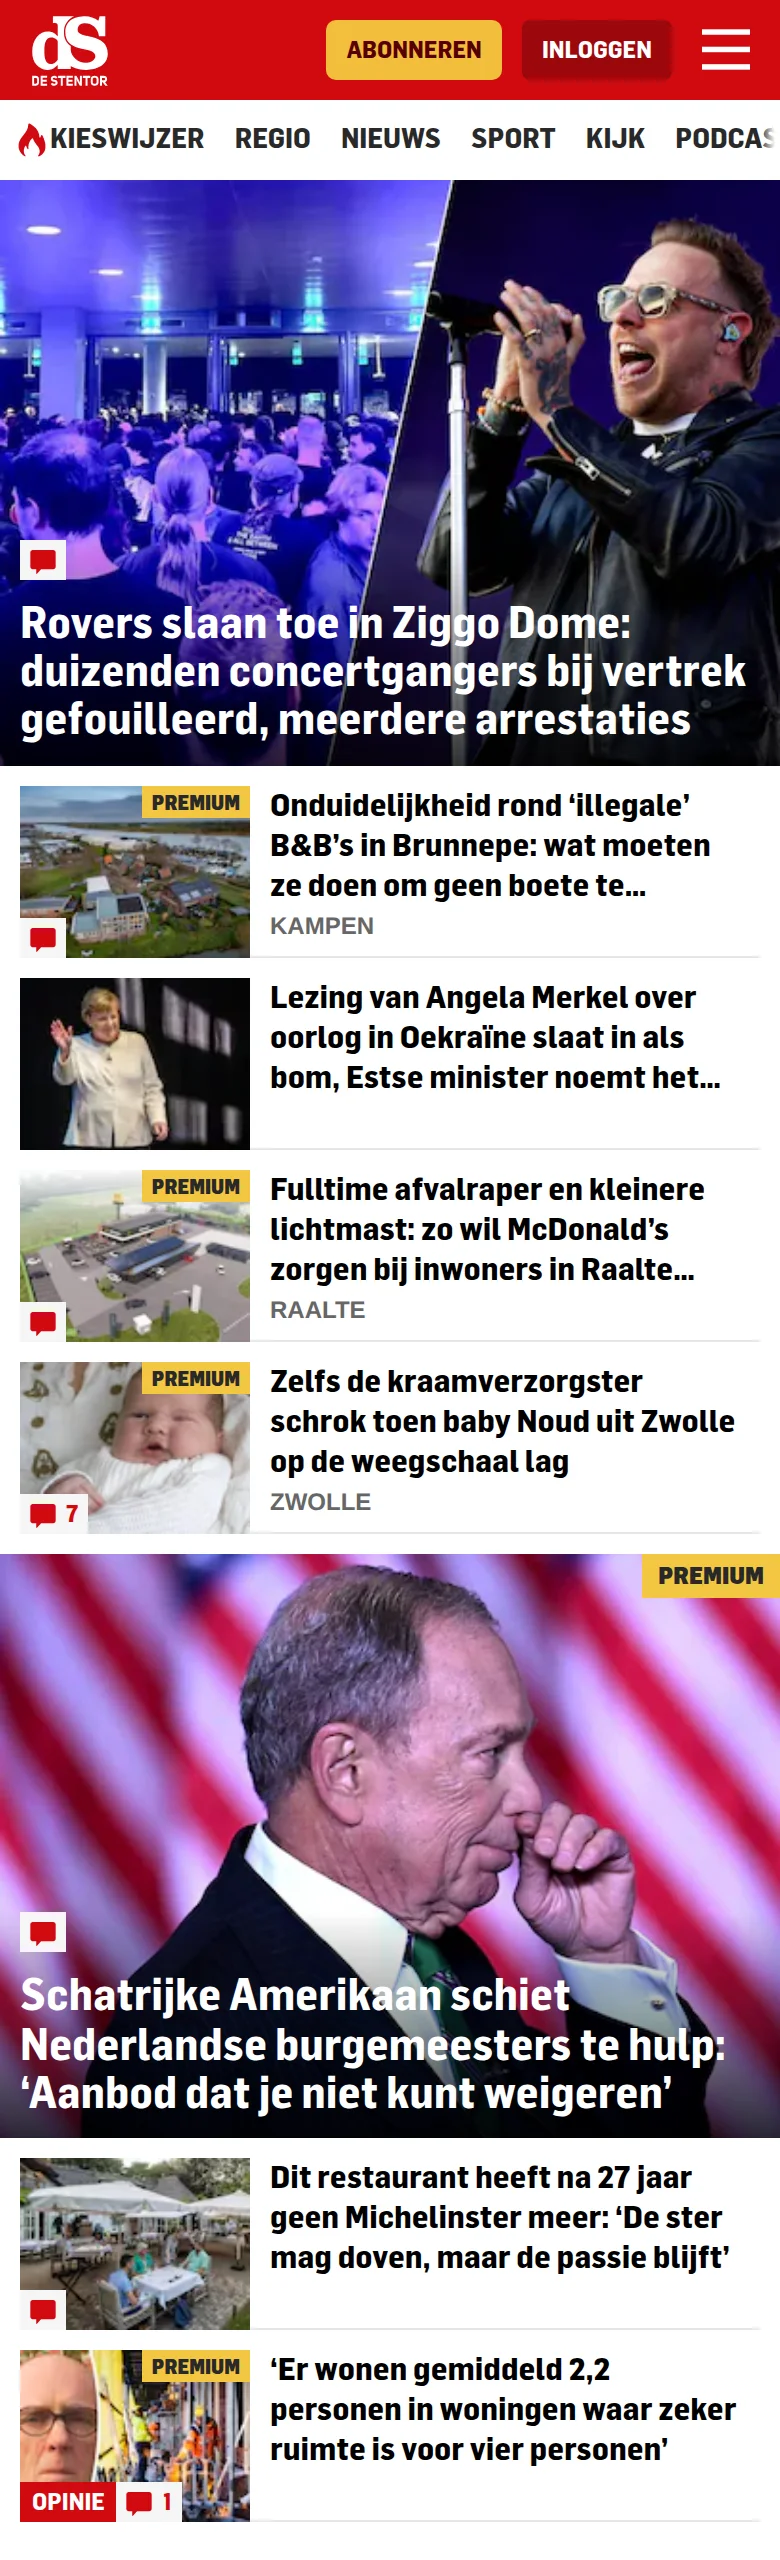 dS
DE STENTOR
ABONNEREN
INLOGGEN
KIESWIJZER REGIO NIEUWS SPORT KIJK PODCAS
Rovers slaan toe in Ziggo Dome:
duizenden concertgangers bij vertrek
gefouilleerd, meerdere arrestaties
PREMIUM
Onduidelijkheid rond ‘illegale’
B&B’s in Brunnepe: wat moeten
ze doen om geen boete te...
KAMPEN
Lezing van Angela Merkel over
oorlog in Oekraïne slaat in als
bom, Estse minister noemt het...
PREMIUM
Fulltime afvalraper en kleinere
lichtmast: zo wil McDonald’s
zorgen bij inwoners in Raalte...
RAALTE
PREMIUM
7
Zelfs de kraamverzorgster
schrok toen baby Noud uit Zwolle
op de weegschaal lag
ZWOLLE
PREMIUM
Schatrijke Amerikaan schiet
Nederlandse burgemeesters te hulp:
‘Aanbod dat je niet kunt weigeren’
Dit restaurant heeft na 27 jaar
geen Michelinster meer: ‘De ster
mag doven, maar de passie blijft’
PREMIUM
OPINIE
1
‘Er wonen gemiddeld 2,2
personen in woningen waar zeker
ruimte is voor vier personen’